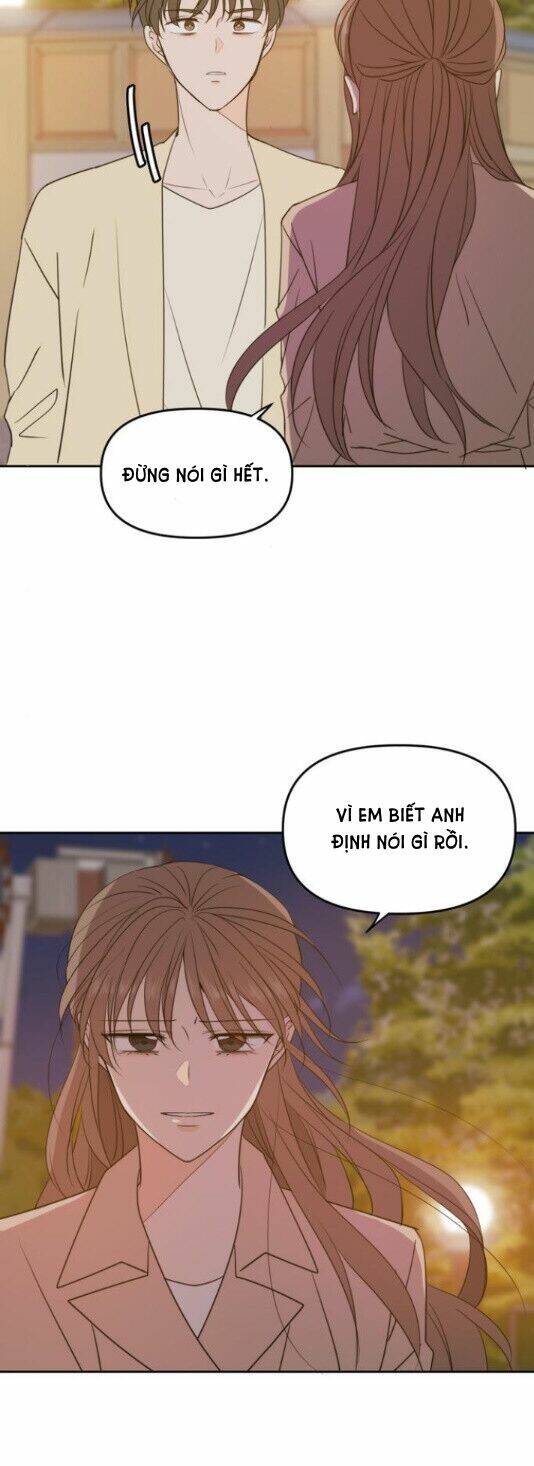 ĐỪNG NÓI GÌ HẾT.
VÌ EM BIẾT ANH
ĐỊNH NÓI GÌ RỒI.